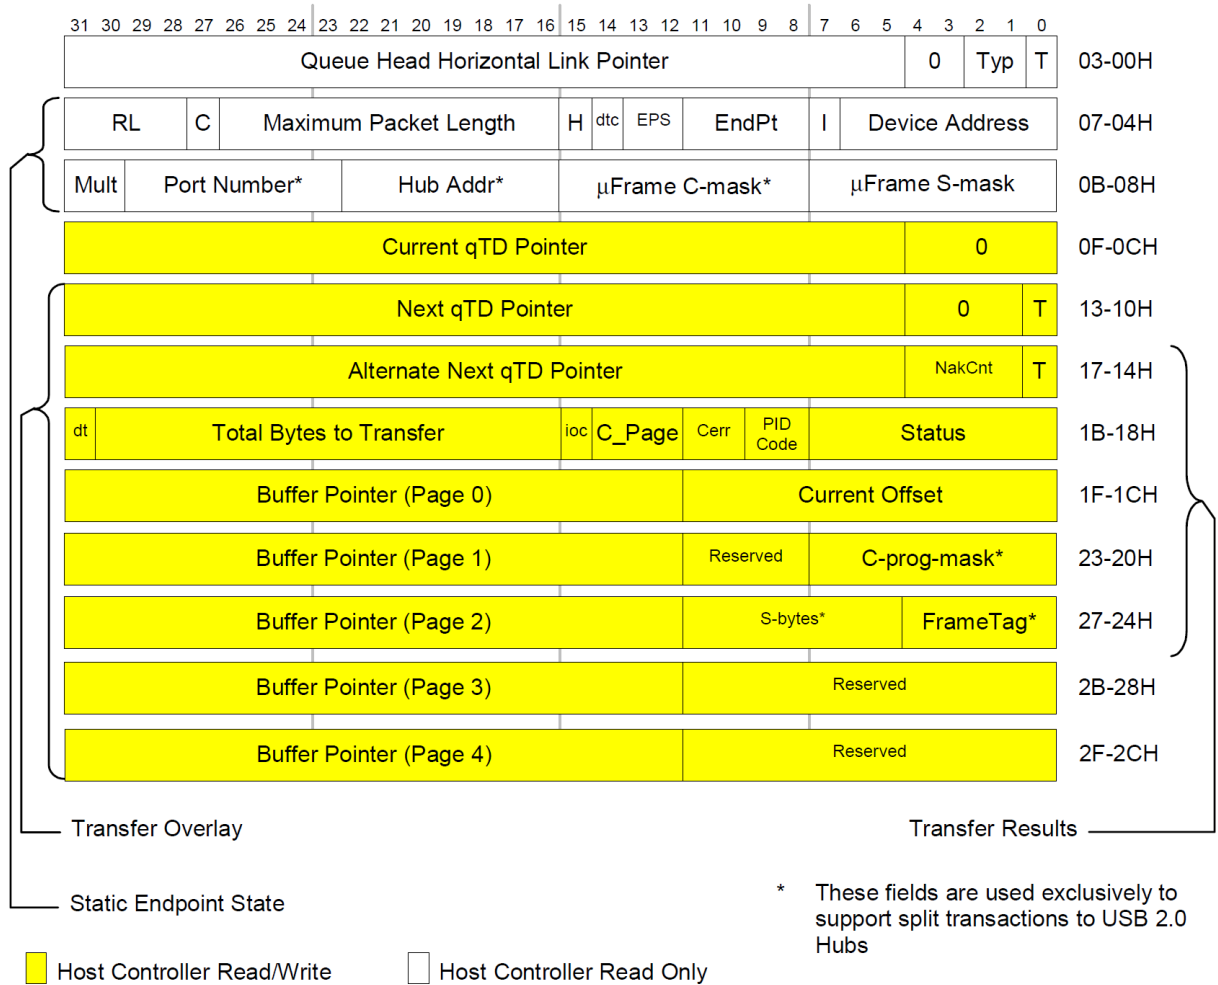 31 30 29 28 27 26 25 24 23 22 21 20 19 18 17 16 15 14 13 12 11 10 9 8 7 6 5 4 3 2 1 0
Queue Head Horizontal Link Pointer 0 Typ T 03-00H
RL C Maximum Packet Length H dtc EPS EndPt I Device Address 07-04H
Mult Port Number* Hub Addr* μFrame C-mask* μFrame S-mask 0B-08H
Current qTD Pointer 0 0F-0CH
Next qTD Pointer 0 T 13-10H
Alternate Next qTD Pointer NakCnt T 17-14H
dt Total Bytes to Transfer ioc C_Page Cerr PID Code Status 1B-18H
Buffer Pointer (Page 0) Current Offset 1F-1CH
Buffer Pointer (Page 1) Reserved C-prog-mask* 23-20H
Buffer Pointer (Page 2) S-bytes* FrameTag* 27-24H
Buffer Pointer (Page 3) Reserved 2B-28H
Buffer Pointer (Page 4) Reserved 2F-2CH
Transfer Overlay Transfer Results
Static Endpoint State
* These fields are used exclusively to
support split transactions to USB 2.0
Hubs
Host Controller Read/Write Host Controller Read Only